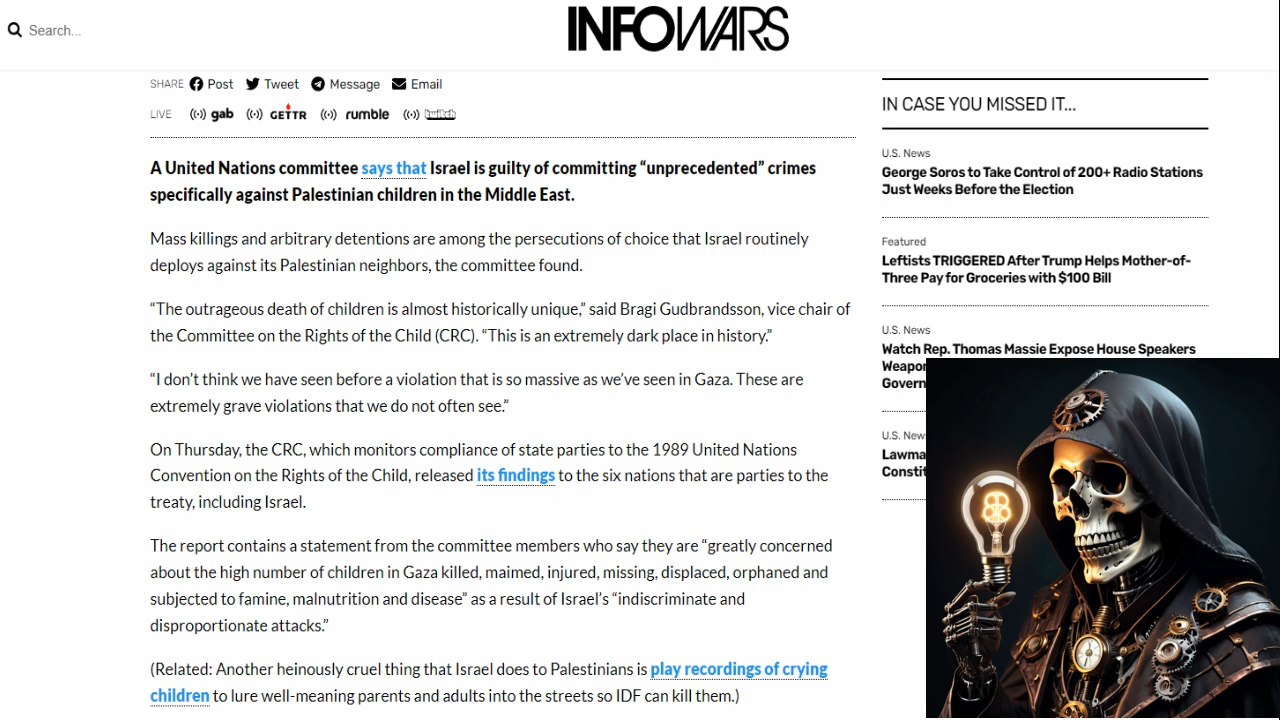 Search...
INFOWARS
SHARE Post Tweet Message Email
LIVE gab GETTR rumble
A United Nations committee says that Israel is guilty of committing “unprecedented” crimes
specifically against Palestinian children in the Middle East.
Mass killings and arbitrary detentions are among the persecutions of choice that Israel routinely
deploys against its Palestinian neighbors, the committee found.
“The outrageous death of children is almost historically unique,” said Bragi Gudbrandsson, vice chair of
the Committee on the Rights of the Child (CRC). “This is an extremely dark place in history.”
“I don’t think we have seen before a violation that is so massive as we’ve seen in Gaza. These are
extremely grave violations that we do not often see.”
On Thursday, the CRC, which monitors compliance of state parties to the 1989 United Nations
Convention on the Rights of the Child, released its findings to the six nations that are parties to the
treaty, including Israel.
The report contains a statement from the committee members who say they are “greatly concerned
about the high number of children in Gaza killed, maimed, injured, missing, displaced, orphaned and
subjected to famine, malnutrition and disease” as a result of Israel’s “indiscriminate and
disproportionate attacks.”
(Related: Another heinously cruel thing that Israel does to Palestinians is play recordings of crying
children to lure well-meaning parents and adults into the streets so IDF can kill them.)
IN CASE YOU MISSED IT...
U.S. News
George Soros to Take Control of 200+ Radio Stations
Just Weeks Before the Election
Featured
Leftists TRIGGERED After Trump Helps Mother-of-
Three Pay for Groceries with $100 Bill
U.S. News
Watch Rep. Thomas Massie Expose House Speakers
Weapo
Govern
U.S. News
Lawma
Constit